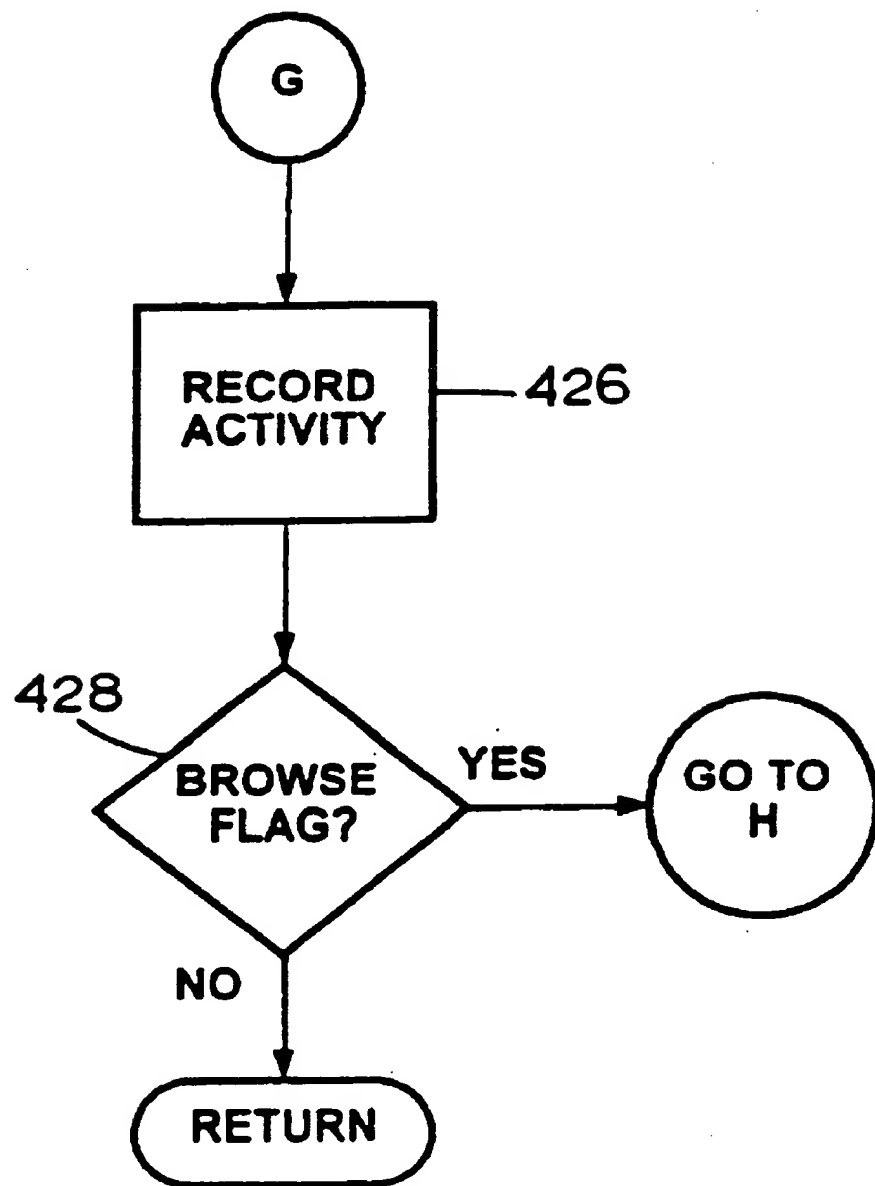 G
RECORD
ACTIVITY
426
428
BROWSE
FLAG?
YES
GO TO
H
NO
RETURN